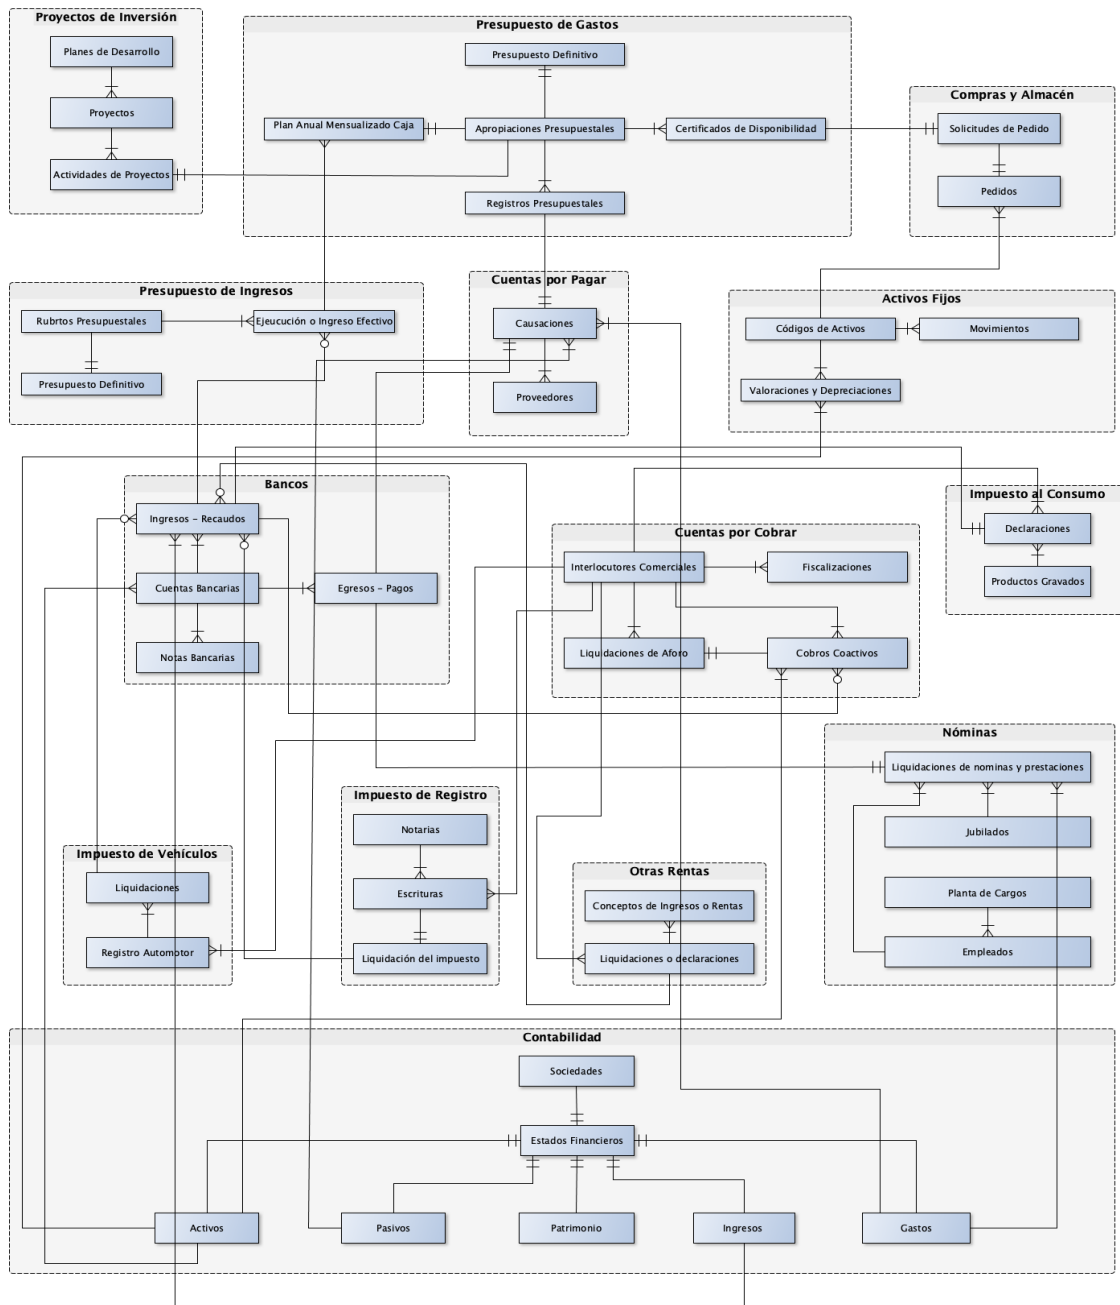 Proyectos de Inversión
Planes de Desarrollo
Proyectos
Actividades de Proyectos
Presupuesto de Gastos
Presupuesto Definitivo
Plan Anual Mensualizado Caja
Apropiaciones Presupuestales
Certificados de Disponibilidad
Registros Presupuestales
Compras y Almacén
Solicitudes de Pedido
Pedidos
Presupuesto de Ingresos
Rubrtos Presupuestales
Ejeucución o Ingreso Efectivo
Presupuesto Definitivo
Cuentas por Pagar
Causaciones
Proveedores
Activos Fijos
Códigos de Activos
Movimientos
Valoraciones y Depreciaciones
Bancos
Ingresos - Recaudos
Cuentas Bancarias
Egresos - Pagos
Notas Bancarias
Cuentas por Cobrar
Interlocutores Comerciales
Fiscalizaciones
Liquidaciones de Aforo
Cobros Coactivos
Impuesto al Consumo
Declaraciones
Productos Gravados
Nóminas
Liquidaciones de nominas y prestaciones
Jubilados
Planta de Cargos
Empleados
Impuesto de Vehículos
Liquidaciones
Registro Automotor
Impuesto de Registro
Notarias
Escrituras
Liquidación del impuesto
Otras Rentas
Conceptos de Ingresos o Rentas
Liquidaciones o declaraciones
Contabilidad
Sociedades
Estados Financieros
Activos
Pasivos
Patrimonio
Ingresos
Gastos